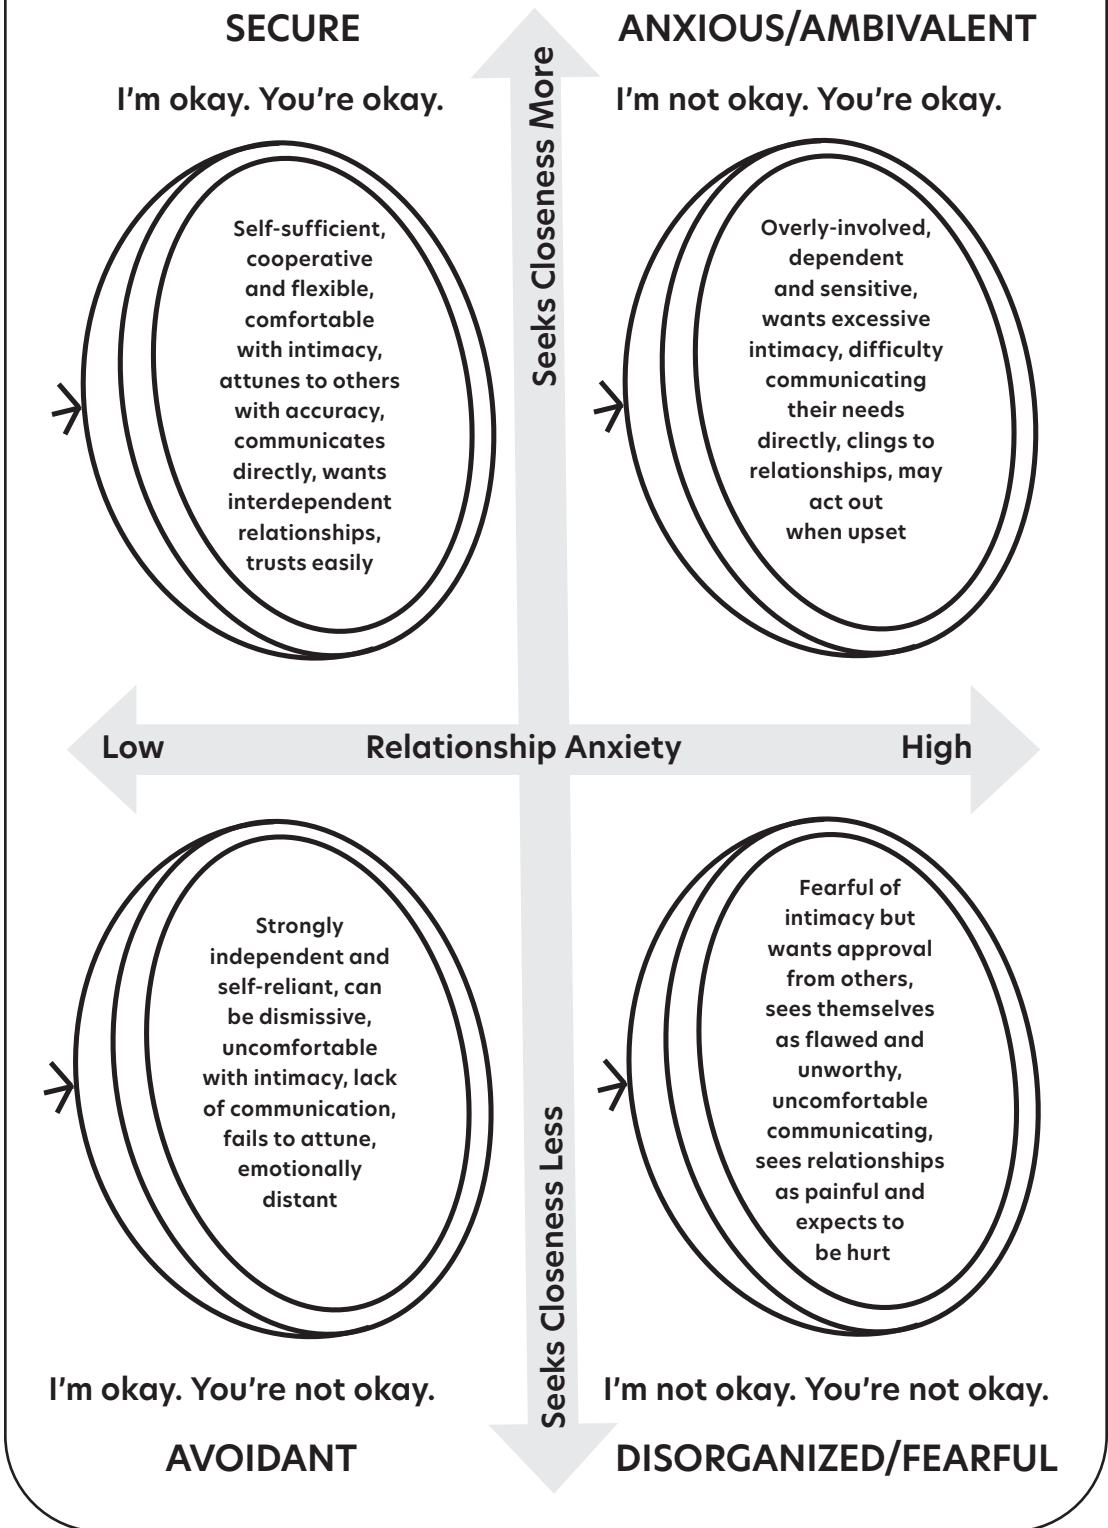 SECURE
I'm okay. You're okay.
Self-sufficient,
cooperative
and flexible,
comfortable
with intimacy,
attunes to others
with accuracy,
communicates
directly, wants
interdependent
relationships,
trusts easily
ANXIOUS/AMBIVALENT
I'm not okay. You're okay.
Overly-involved,
dependent
and sensitive,
wants excessive
intimacy, difficulty
communicating
their needs
directly, clings to
relationships, may
act out
when upset
Seeks Closeness More
Low
Relationship Anxiety
High
Seeks Closeness Less
Strongly
independent and
self-reliant, can
be dismissive,
uncomfortable
with intimacy, lack
of communication,
fails to attune,
emotionally
distant
I'm okay. You're not okay.
AVOIDANT
Fearful of
intimacy but
wants approval
from others,
sees themselves
as flawed and
unworthy,
uncomfortable
communicating,
sees relationships
as painful and
expects to
be hurt
I'm not okay. You're not okay.
DISORGANIZED/FEARFUL